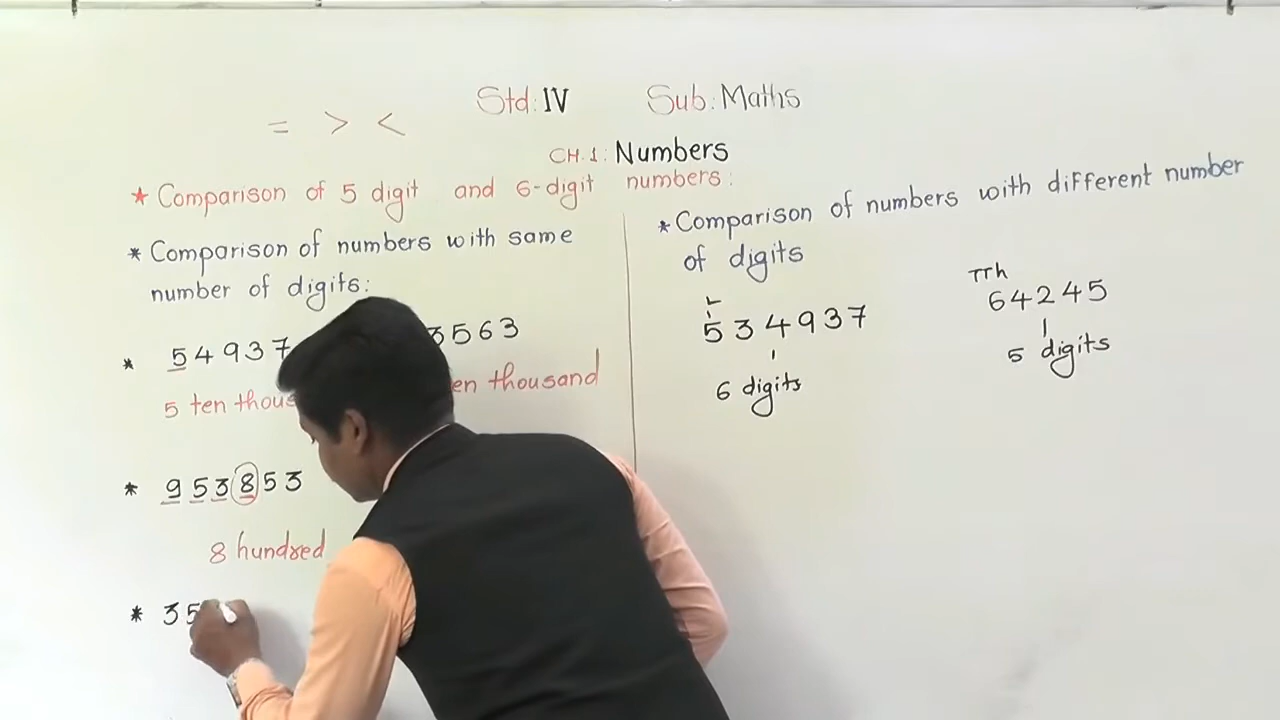 Std: IV Sub: Maths
= > <
CH. 1: Numbers
* Comparison of 5 digit and 6-digit numbers:
* Comparison of numbers with same
number of digits:
* 54937 3563
5 ten thous en thousand
* 953853
8 hundred
* 35
* Comparison of numbers with different number
of digits
L TTh
534937 64245
6 digits 5 digits